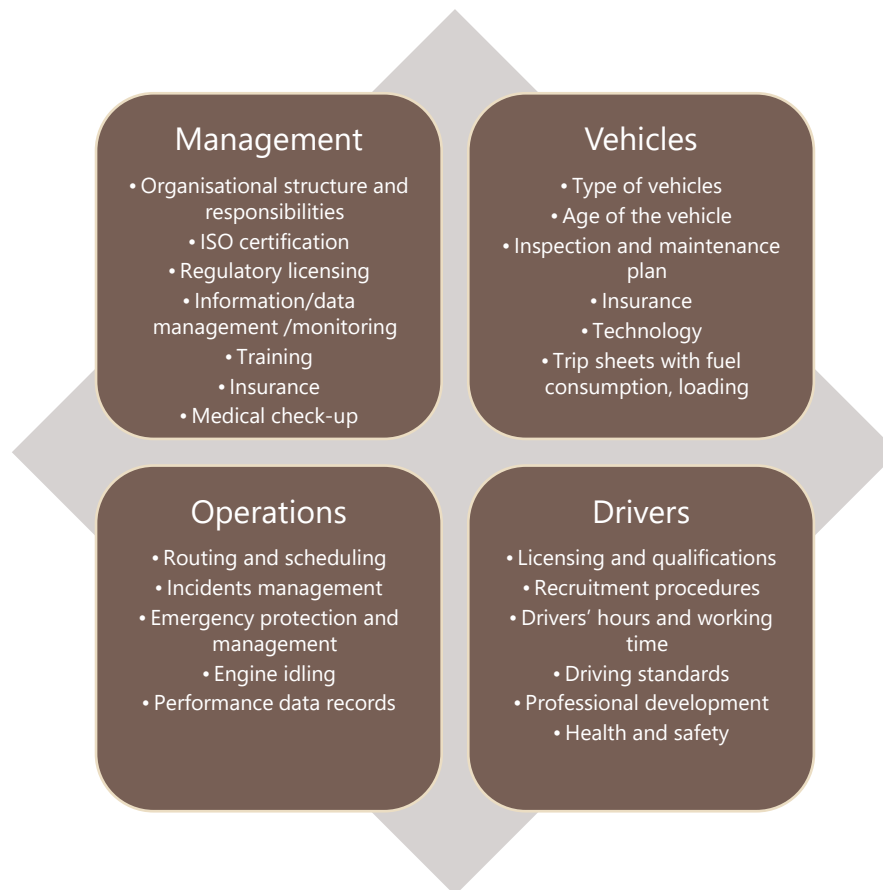 Management
• Organisational structure and
responsibilities
• ISO certification
• Regulatory licensing
• Information/data
management /monitoring
• Training
• Insurance
• Medical check-up
Vehicles
• Type of vehicles
• Age of the vehicle
• Inspection and maintenance
plan
• Insurance
• Technology
• Trip sheets with fuel
consumption, loading
Operations
• Routing and scheduling
• Incidents management
• Emergency protection and
management
• Engine idling
• Performance data records
Drivers
• Licensing and qualifications
• Recruitment procedures
• Drivers’ hours and working
time
• Driving standards
• Professional development
• Health and safety